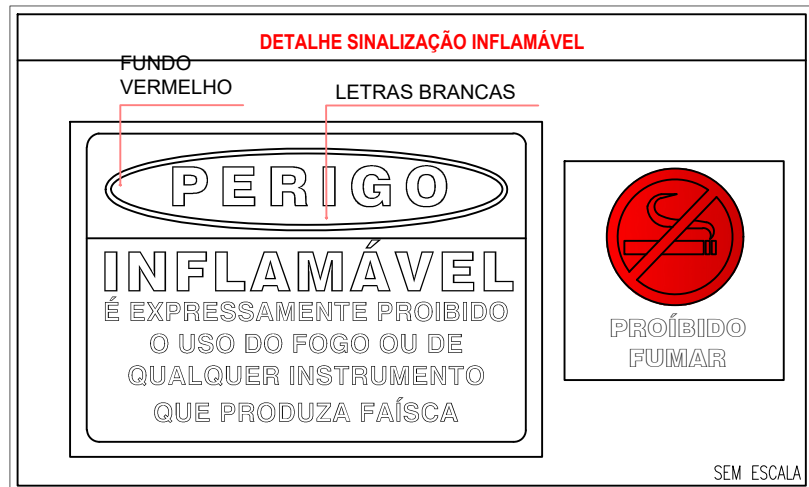 DETALHE SINALIZAÇÃO INFLAMÁVEL
FUNDO
VERMELHO
LETRAS BRANCAS
PERIGO
INFLAMÁVEL
É EXPRESSAMENTE PROIBIDO
O USO DO FOGO OU DE
QUALQUER INSTRUMENTO
QUE PRODUZA FAÍSCA
PROÍBIDO
FUMAR
SEM ESCALA